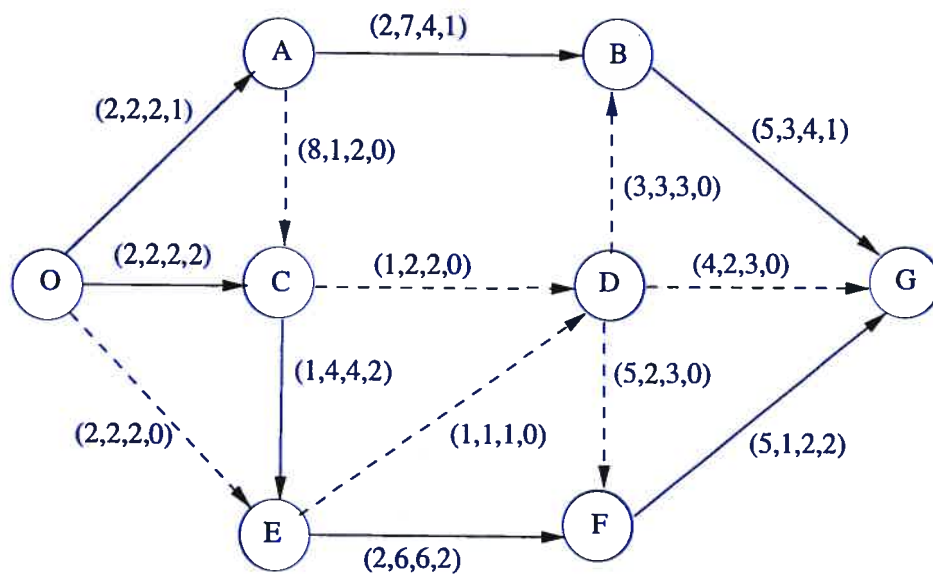 A
(2,7,4,1)
B
(2,2,2,1)
(8,1,2,0)
(3,3,3,0)
(5,3,4,1)
O
(2,2,2,2)
C
(1,2,2,0)
D
(4,2,3,0)
G
(1,4,4,2)
(5,2,3,0)
(2,2,2,0)
(1,1,1,0)
(5,1,2,2)
E
(2,6,6,2)
F